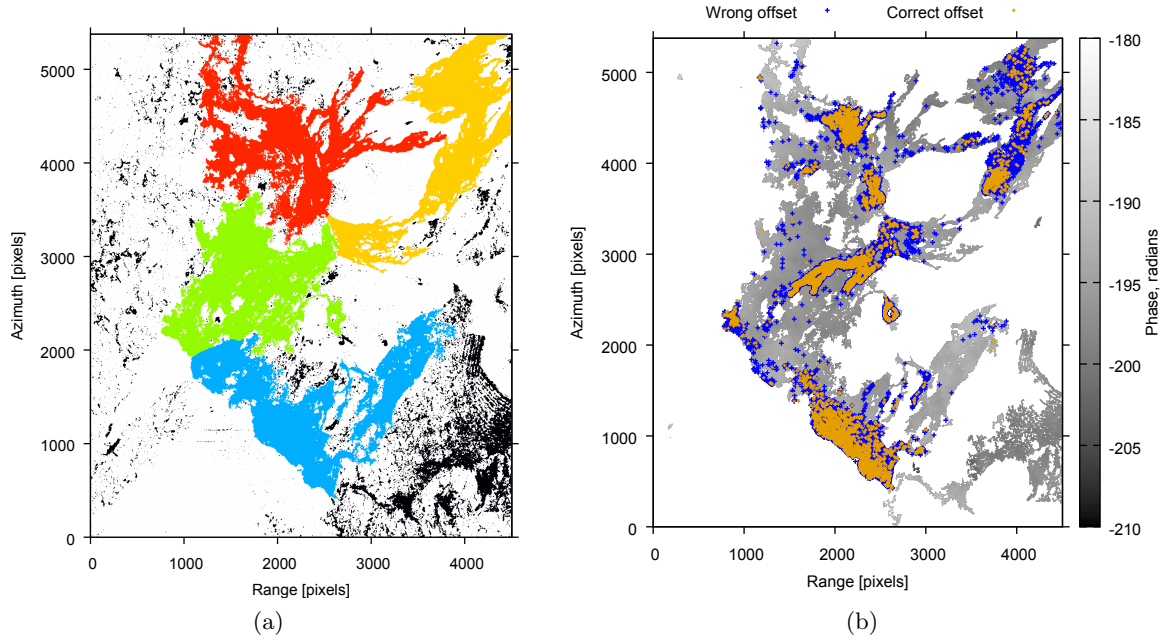 Wrong offset Correct offset
5000
4000
3000
2000
1000
0
Azimuth [pixels]
0 1000 2000 3000 4000
Range [pixels]
(a)
5000
4000
3000
2000
1000
0
Azimuth [pixels]
0 1000 2000 3000 4000
Range [pixels]
-180
-185
-190
-195
-200
-205
-210
Phase, radians
(b)